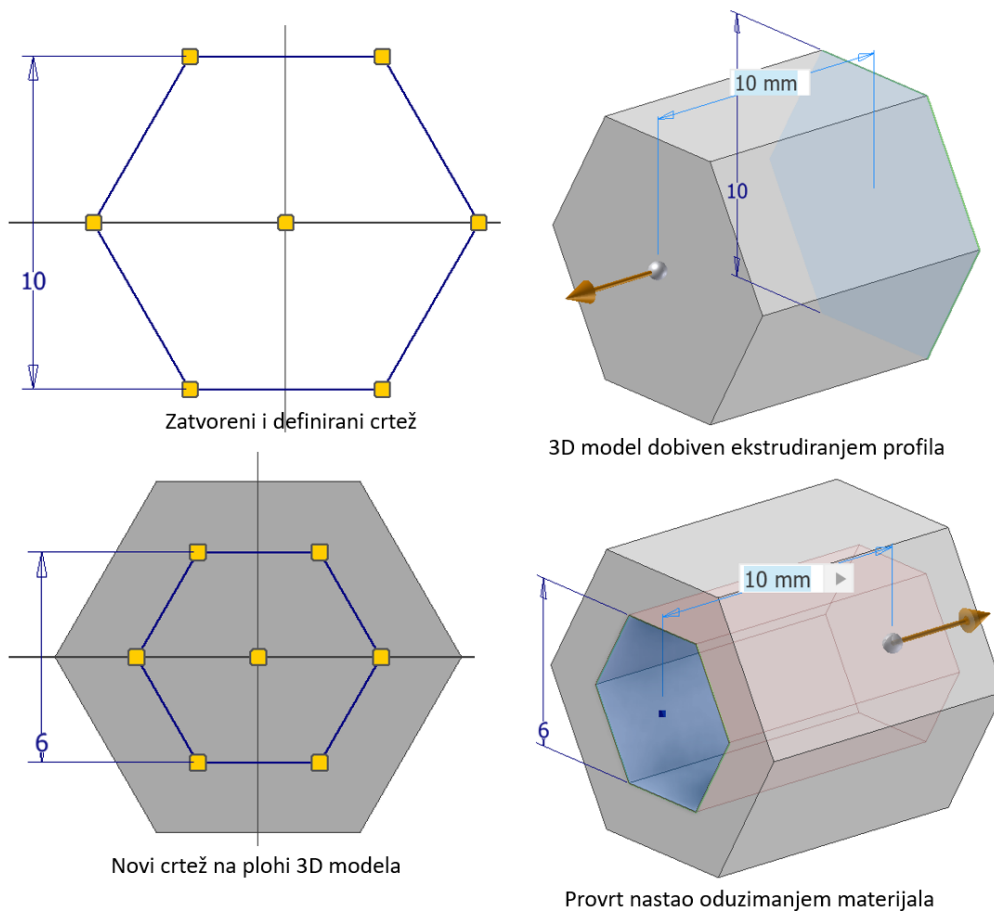 10
Zatvoreni i definirani crtež
10 mm
10
3D model dobiven ekstrudiranjem profila
6
Novi crtež na plohi 3D modela
10 mm
6
Provrt nastao oduzimanjem materijala